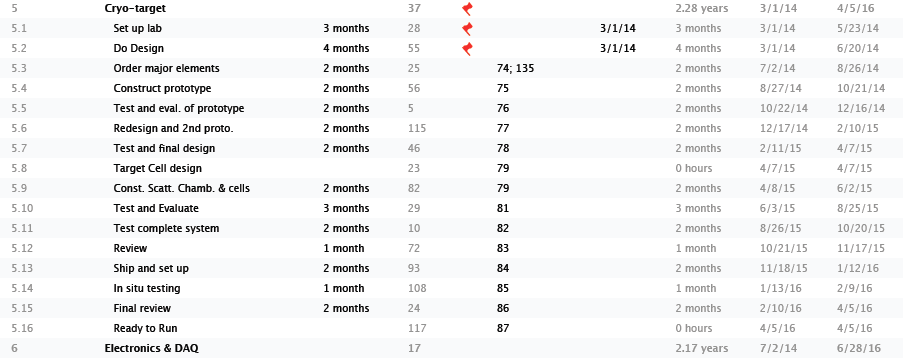 5 Cryo-target 37 2.28 years 3/1/14 4/5/16
5.1 Set up lab 3 months 28 3/1/14 3 months 3/1/14 5/23/14
5.2 Do Design 4 months 55 3/1/14 4 months 3/1/14 6/20/14
5.3 Order major elements 2 months 25 74; 135 2 months 7/2/14 8/26/14
5.4 Construct prototype 2 months 56 75 2 months 8/27/14 10/21/14
5.5 Test and eval. of prototype 2 months 5 76 2 months 10/22/14 12/16/14
5.6 Redesign and 2nd proto. 2 months 115 77 2 months 12/17/14 2/10/15
5.7 Test and final design 2 months 46 78 2 months 2/11/15 4/7/15
5.8 Target Cell design 23 79 0 hours 4/7/15 4/7/15
5.9 Const. Scatt. Chamb. & cells 2 months 82 79 2 months 4/8/15 6/2/15
5.10 Test and Evaluate 3 months 29 81 3 months 6/3/15 8/25/15
5.11 Test complete system 2 months 10 82 2 months 8/26/15 10/20/15
5.12 Review 1 month 72 83 1 month 10/21/15 11/17/15
5.13 Ship and set up 2 months 93 84 2 months 11/18/15 1/12/16
5.14 In situ testing 1 month 108 85 1 month 1/13/16 2/9/16
5.15 Final review 2 months 24 86 2 months 2/10/16 4/5/16
5.16 Ready to Run 117 87 0 hours 4/5/16 4/5/16
6 Electronics & DAQ 17 2.17 years 7/2/14 6/28/16